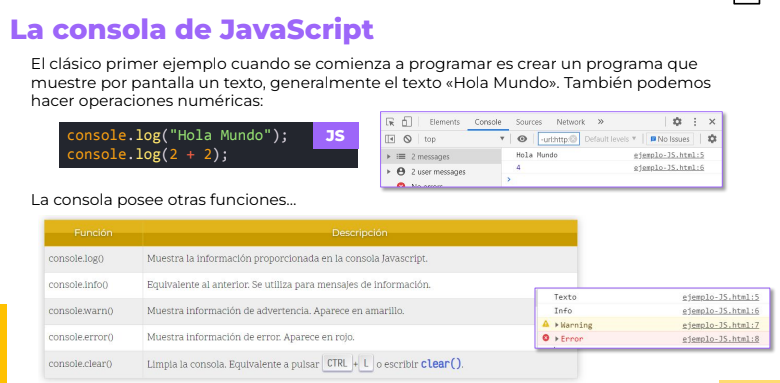 La consola de JavaScript
El clásico primer ejemplo cuando se comienza a programar es crear un programa que
muestre por pantalla un texto, generalmente el texto «Hola Mundo». También podemos
hacer operaciones numéricas:
console.log("Hola Mundo");
console.log(2 + 2);
JS
Elements Console Sources Network »
top -url:http Default levels ▾ No Issues
2 messages
2 user messages
No errors
Hola Mundo ejemplo-JS.html:5
4 ejemplo-JS.html:6
>
La consola posee otras funciones...
Función Descripción
console.log() Muestra la información proporcionada en la consola Javascript.
console.info() Equivalente al anterior. Se utiliza para mensajes de información.
console.warn() Muestra información de advertencia. Aparece en amarillo.
console.error() Muestra información de error. Aparece en rojo.
console.clear() Limpia la consola. Equivalente a pulsar CTRL + L o escribir clear().
Texto ejemplo-JS.html:5
Info ejemplo-JS.html:6
Warning ejemplo-JS.html:7
Error ejemplo-JS.html:8